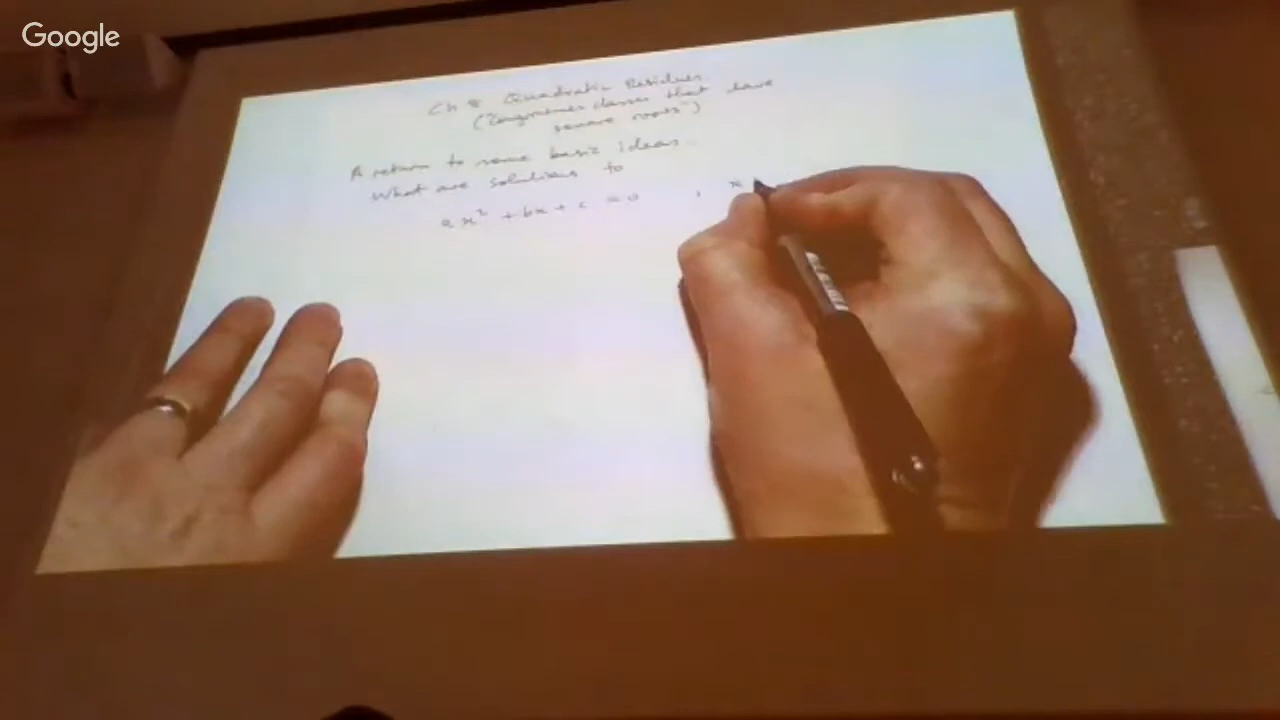 Google
Ch 8 Quadratic Residues.
("Congruence classes that have
square roots")
A return to some basic ideas.
What are solutions to
ax² + bx + c = 0 , x